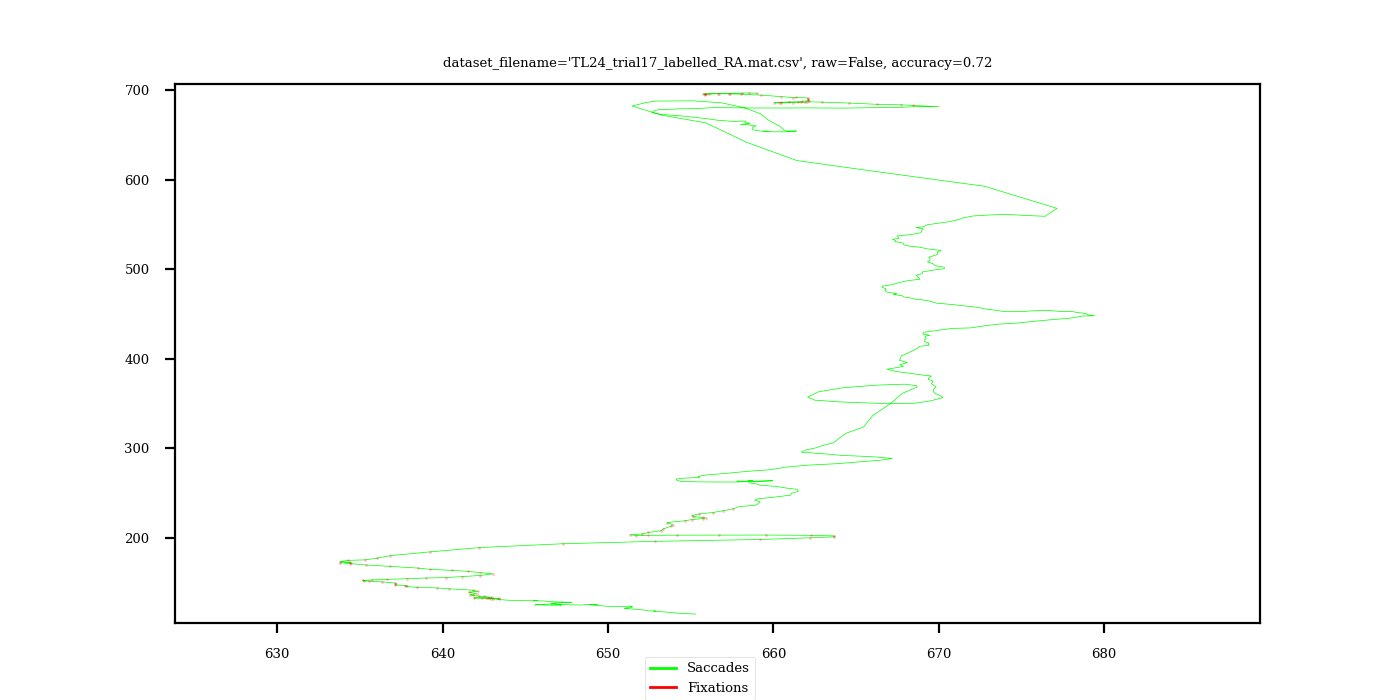 dataset_filename='TL24_trial17_labelled_RA.mat.csv', raw=False, accuracy=0.72
700
600
500
400
300
200
630 640 650 660 670 680
Saccades
Fixations